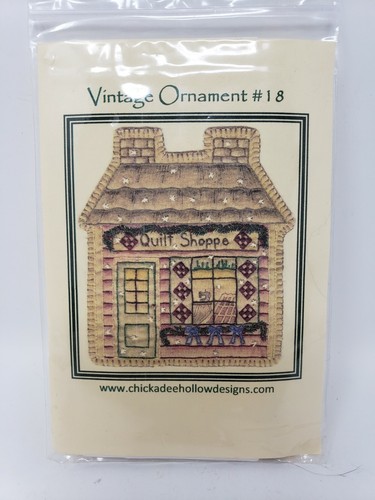 Vintage Ornament #18
Quilt Shoppe
www.chickadeehollowdesigns.com